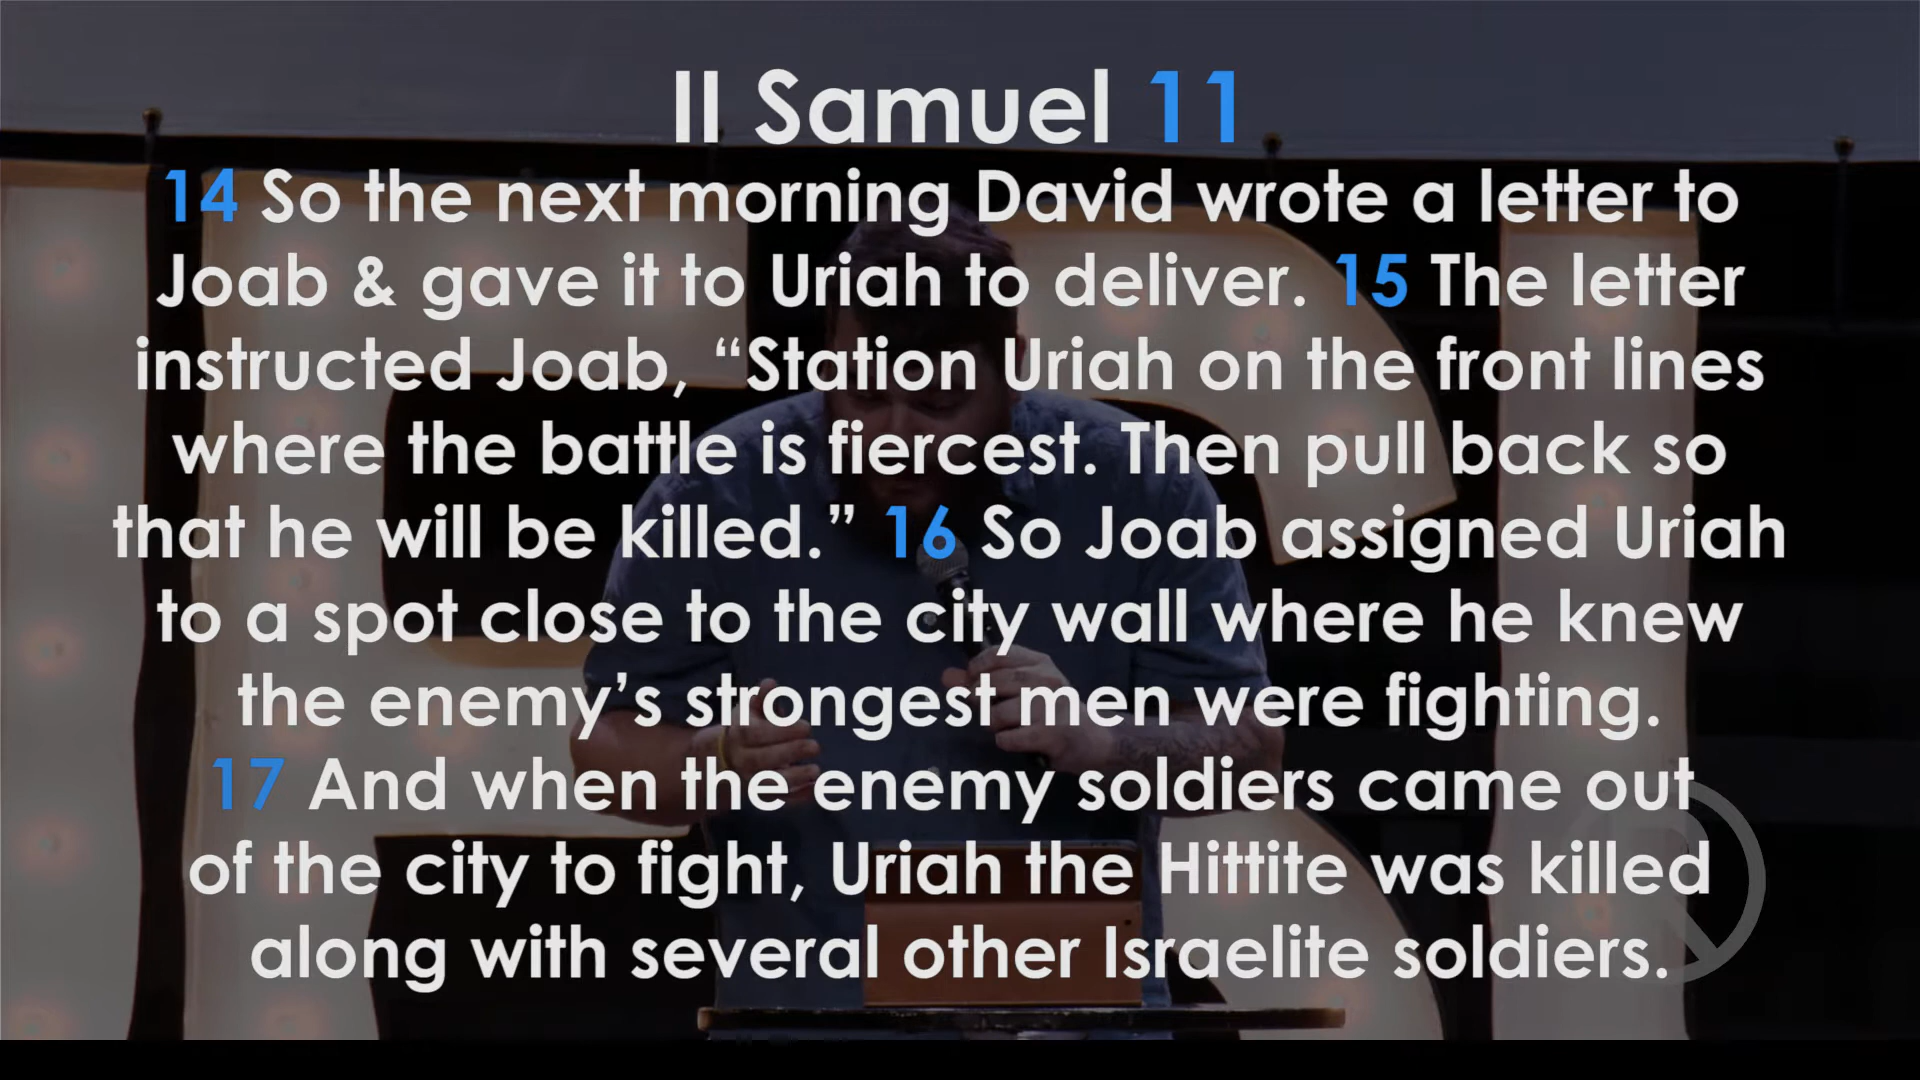 II Samuel 11
14 So the next morning David wrote a letter to
Joab & gave it to Uriah to deliver. 15 The letter
instructed Joab, “Station Uriah on the front lines
where the battle is fiercest. Then pull back so
that he will be killed.” 16 So Joab assigned Uriah
to a spot close to the city wall where he knew
the enemy’s strongest men were fighting.
17 And when the enemy soldiers came out
of the city to fight, Uriah the Hittite was killed
along with several other Israelite soldiers.